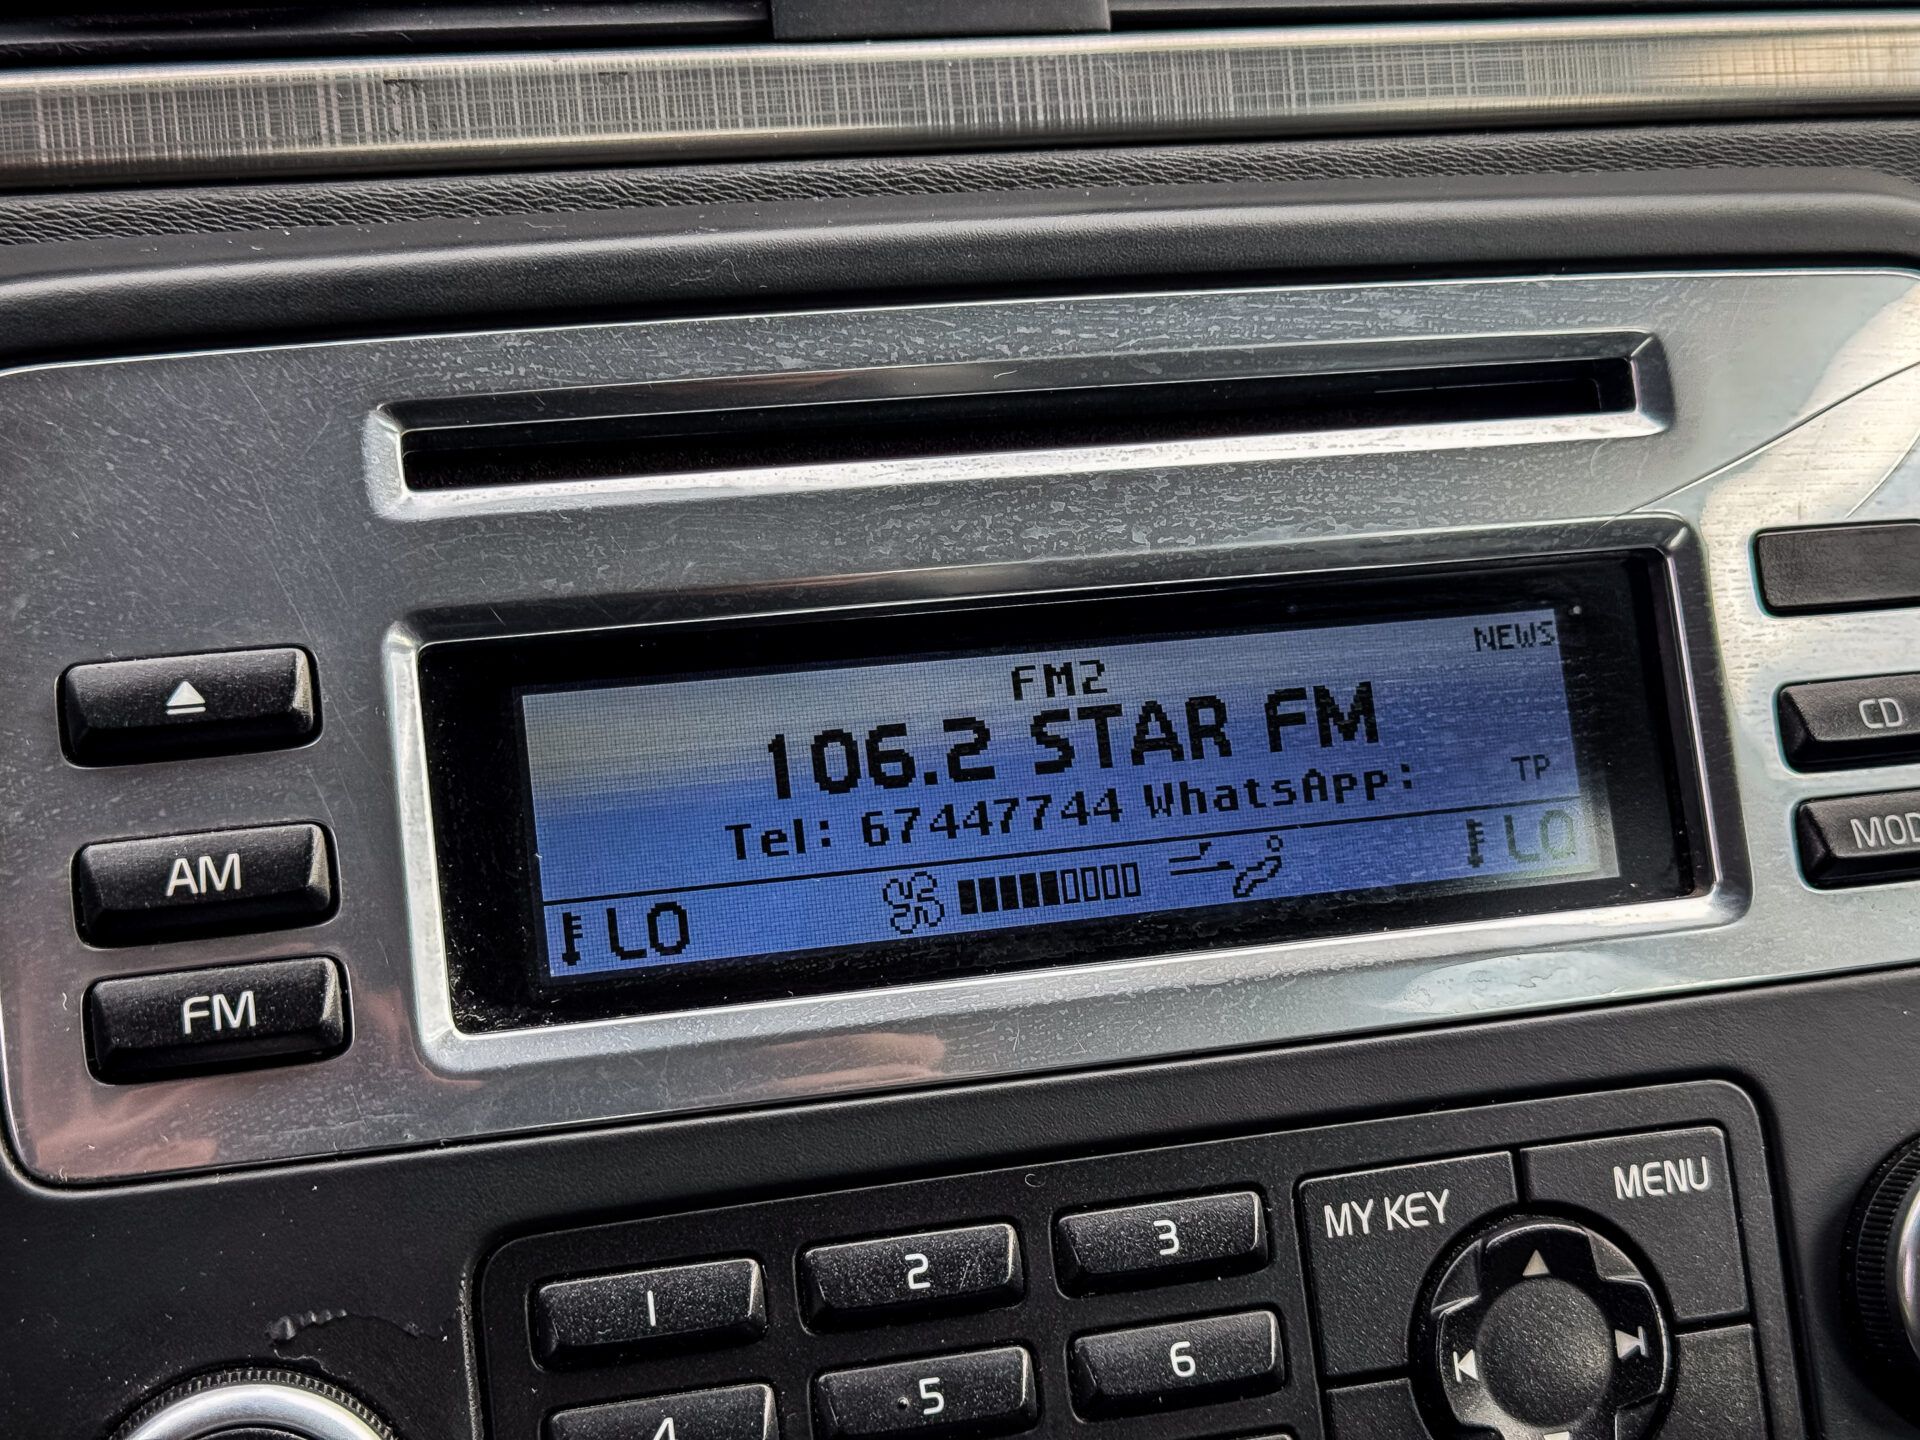 NEWS
FM2
106.2 STAR FM
Tel: 67447744 WhatsApp:
TP
LO
LO
AM
FM
CD
1
2
3
4
5
6
MY KEY
MENU